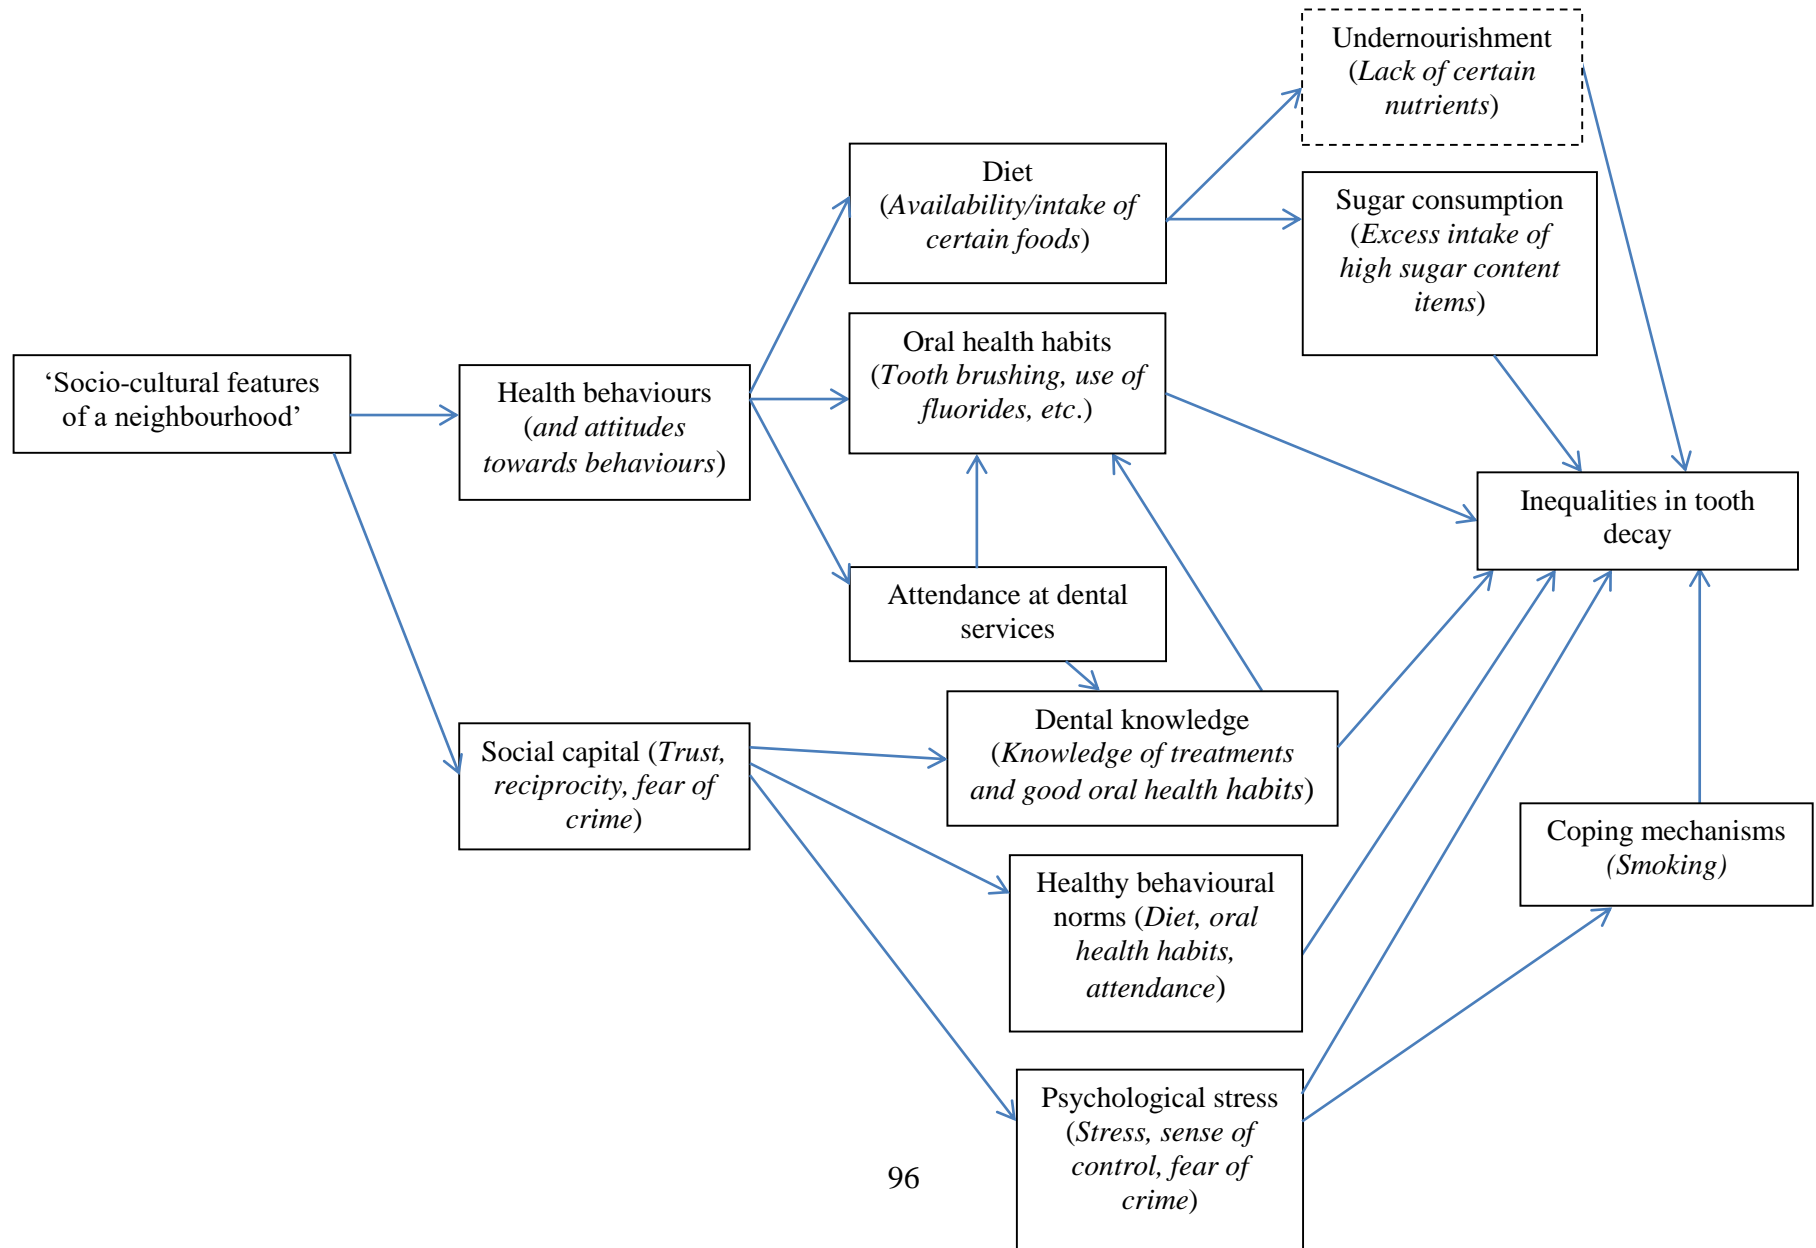 Undernourishment
(Lack of certain
nutrients)
Diet
(Availability/intake of
certain foods)
Sugar consumption
(Excess intake of
high sugar content
items)
Oral health habits
(Tooth brushing, use of
fluorides, etc.)
‘Socio-cultural features
of a neighbourhood’
Health behaviours
(and attitudes
towards behaviours)
Inequalities in tooth
decay
Attendance at dental
services
Dental knowledge
(Knowledge of treatments
and good oral health habits)
Social capital (Trust,
reciprocity, fear of
crime)
Coping mechanisms
(Smoking)
Healthy behavioural
norms (Diet, oral
health habits,
attendance)
Psychological stress
(Stress, sense of
control, fear of
crime)
96